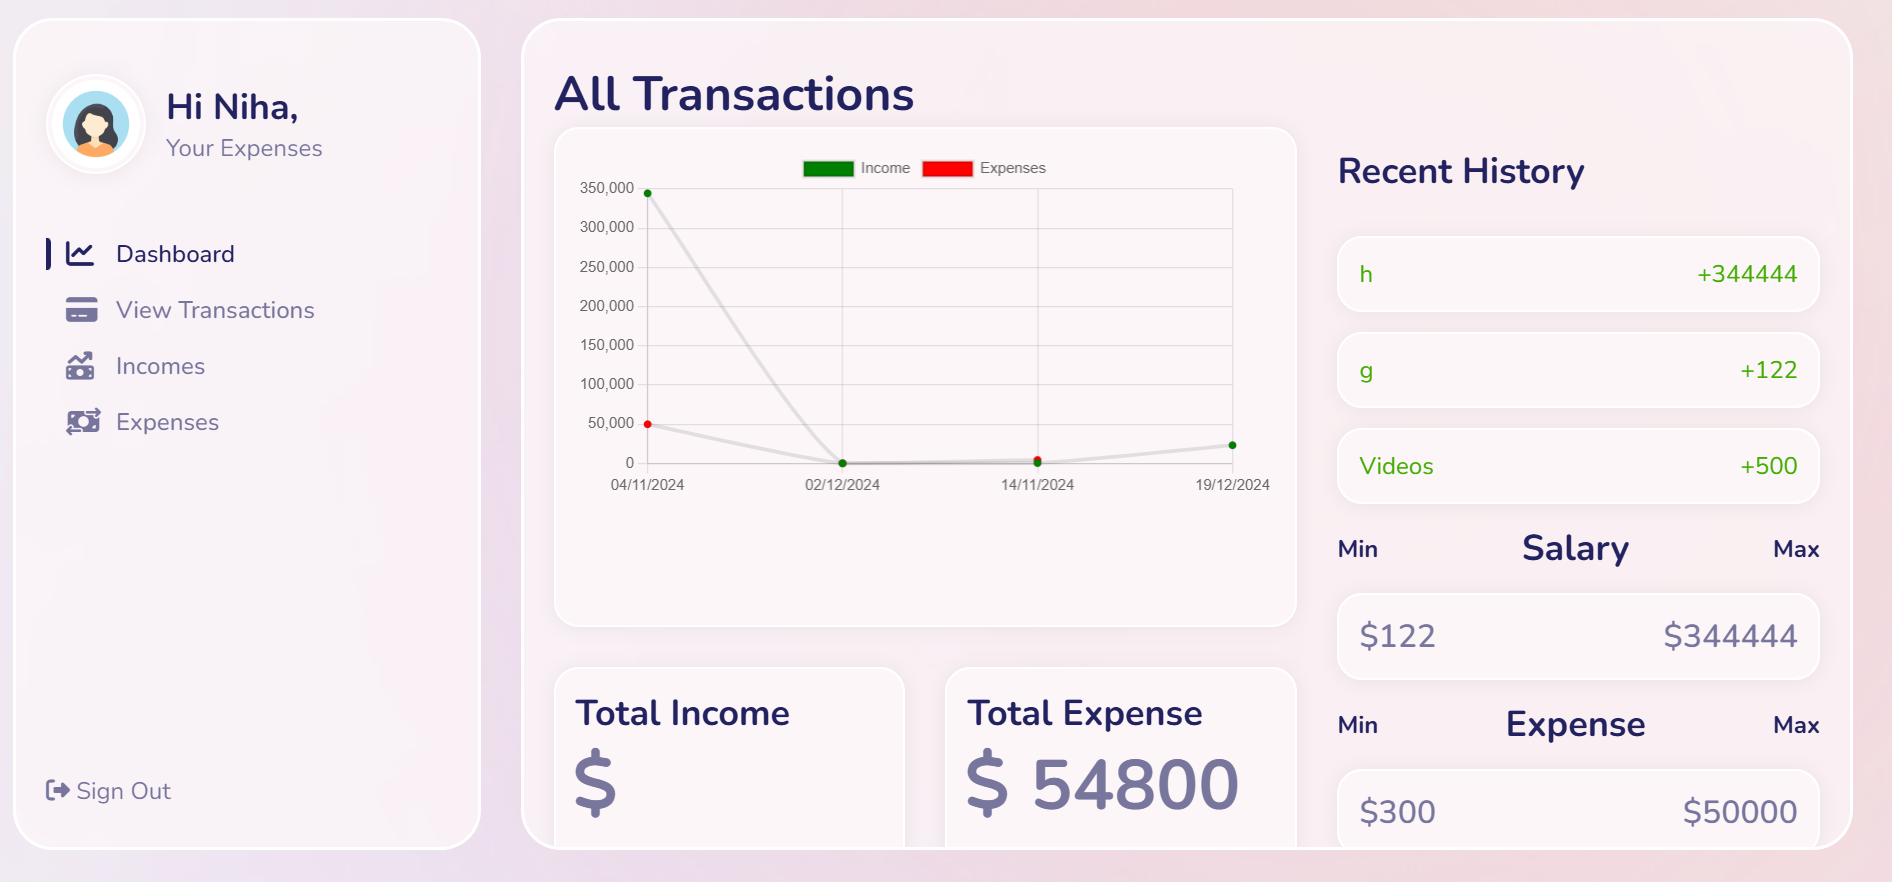 Hi Niha,
Your Expenses
Dashboard
View Transactions
Incomes
Expenses
Sign Out
All Transactions
Income Expenses
350,000
300,000
250,000
200,000
150,000
100,000
50,000
0
04/11/2024 02/12/2024 14/11/2024 19/12/2024
Total Income
$
Total Expense
$ 54800
Recent History
h +344444
g +122
Videos +500
Min Salary Max
$122 $344444
Min Expense Max
$300 $50000